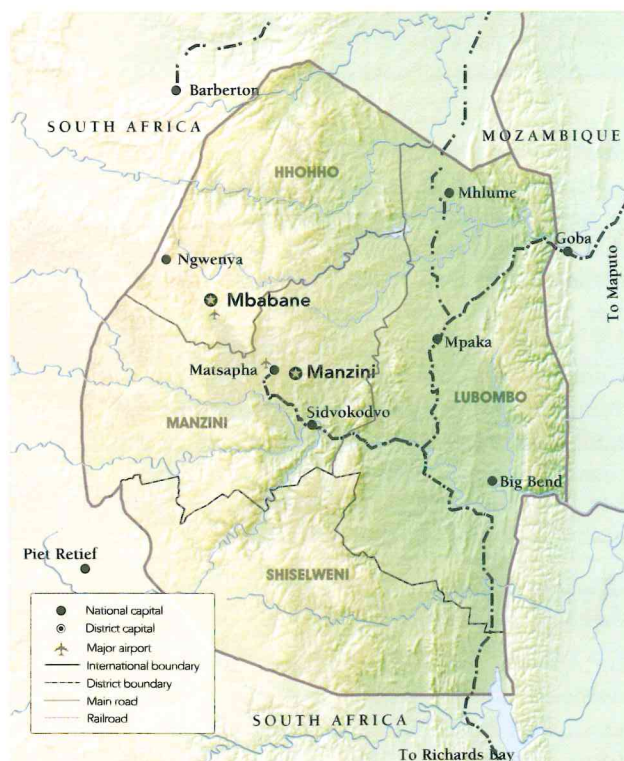 Barberton
SOUTH AFRICA
MOZAMBIQUE
HHOHHO
Mhlume
Goba
Ngwenya
To Maputo
Mbabane
Mpaka
Matsapha
Manzini
LUBOMBO
MANZINI
Sidvokodvo
Big Bend
Piet Retief
SHISELWENI
National capital
District capital
Major airport
International boundary
District boundary
Main road
Railroad
SOUTH AFRICA
To Richards Bay